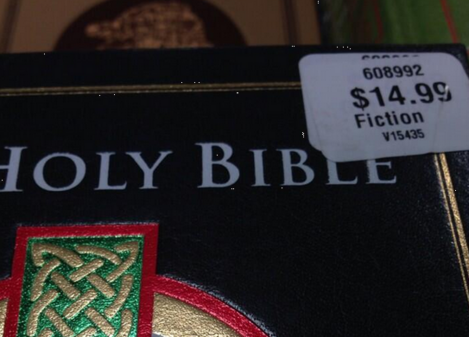 608992
$14.99
Fiction
V15435
HOLY BIBLE